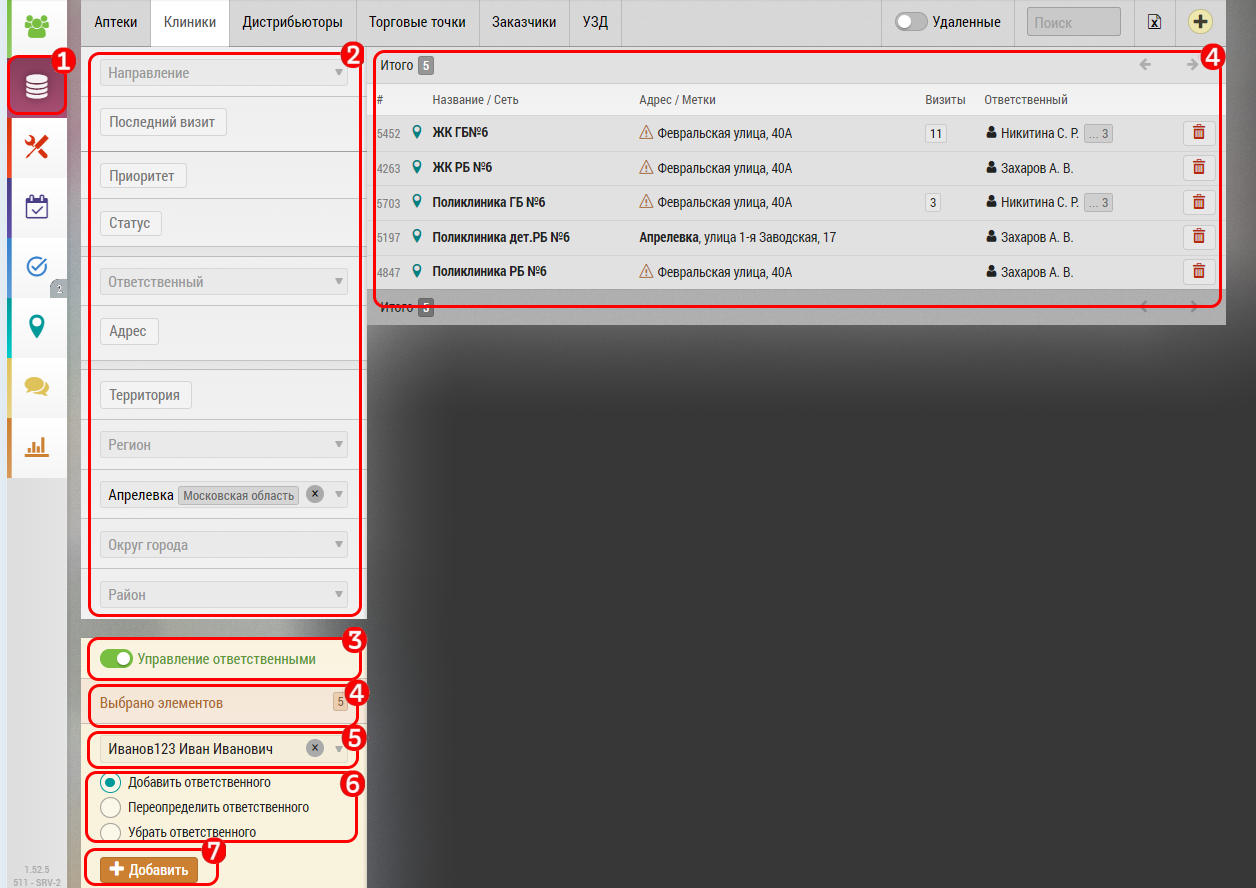 Аптеки Клиники Дистрибьюторы Торговые точки Заказчики УЗД Удаленные Поиск
1
2
Направление
Последний визит
Приоритет
Статус
Ответственный
Адрес
Территория
Регион
Апрелевка Московская область
Округ города
Район
4
Итого 5
# Название / Сеть Адрес / Метки Визиты Ответственный
5452 ЖК ГБ№6 Февральская улица, 40А 11 Никитина С. Р. ... 3
4263 ЖК РБ №6 Февральская улица, 40А Захаров А. В.
5703 Поликлиника ГБ №6 Февральская улица, 40А 3 Никитина С. Р. ... 3
5197 Поликлиника дет.РБ №6 Апрелевка, улица 1-я Заводская, 17 Захаров А. В.
4847 Поликлиника РБ №6 Февральская улица, 40А Захаров А. В.
Итого 5
2
3
Управление ответственными
4
Выбрано элементов 5
5
Иванов123 Иван Иванович
6
Добавить ответственного
Переопределить ответственного
Убрать ответственного
7
Добавить
1.52.5
511 - SRV-2